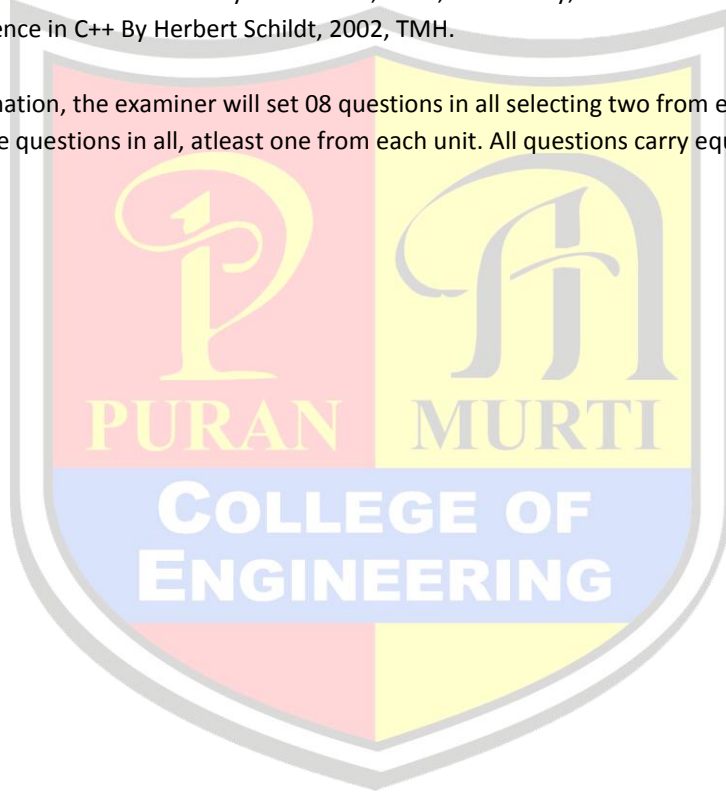 ence in C++ By Herbert Schildt, 2002, TMH.
nation, the examiner will set 08 questions in all selecting two from e
e questions in all, atleast one from each unit. All questions carry equ
PURAN MURTI
COLLEGE OF
ENGINEERING